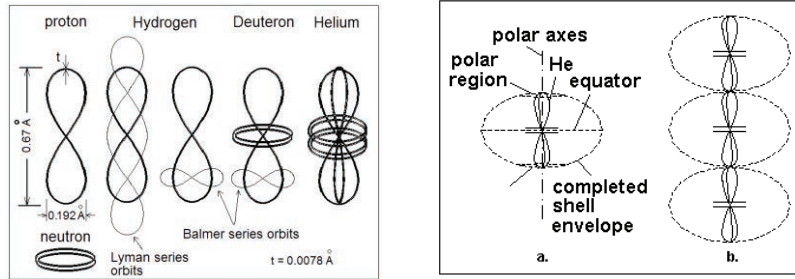 proton Hydrogen Deuteron Helium
t
0.67 Å
0.192 Å
Balmer series orbits
neutron
Lyman series
orbits
t = 0.0078 Å
polar axes
polar
region
He
equator
completed
shell
envelope
a. b.